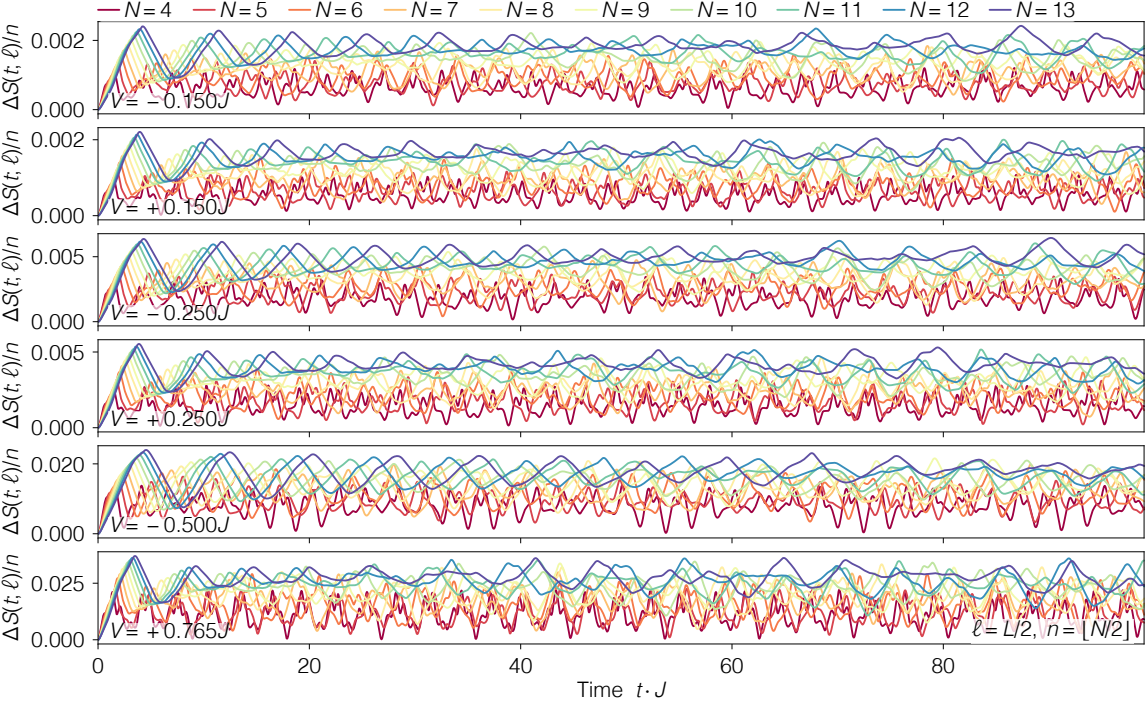 N = 4 N = 5 N = 6 N = 7 N = 8 N = 9 N = 10 N = 11 N = 12 N = 13
ΔS(t, ℓ)/n
0.002
0.000
V = −0.150J
ΔS(t, ℓ)/n
0.002
0.000
V = +0.150J
ΔS(t, ℓ)/n
0.005
0.000
V = −0.250J
ΔS(t, ℓ)/n
0.005
0.000
V = +0.250J
ΔS(t, ℓ)/n
0.020
0.000
V = −0.500J
ΔS(t, ℓ)/n
0.025
0.000
V = +0.765J
ℓ = L/2, n = ⌊N/2⌋
0 20 40 60 80
Time t · J